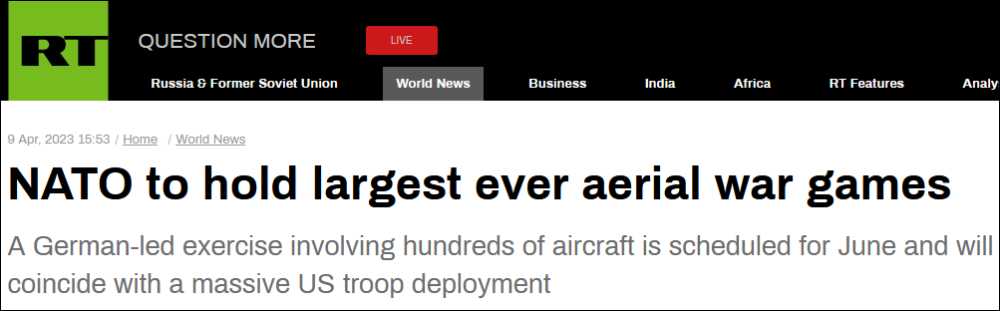 RT QUESTION MORE LIVE
Russia & Former Soviet Union World News Business India Africa RT Features Analys
9 Apr, 2023 15:53 / Home / World News
NATO to hold largest ever aerial war games
A German-led exercise involving hundreds of aircraft is scheduled for June and will
coincide with a massive US troop deployment